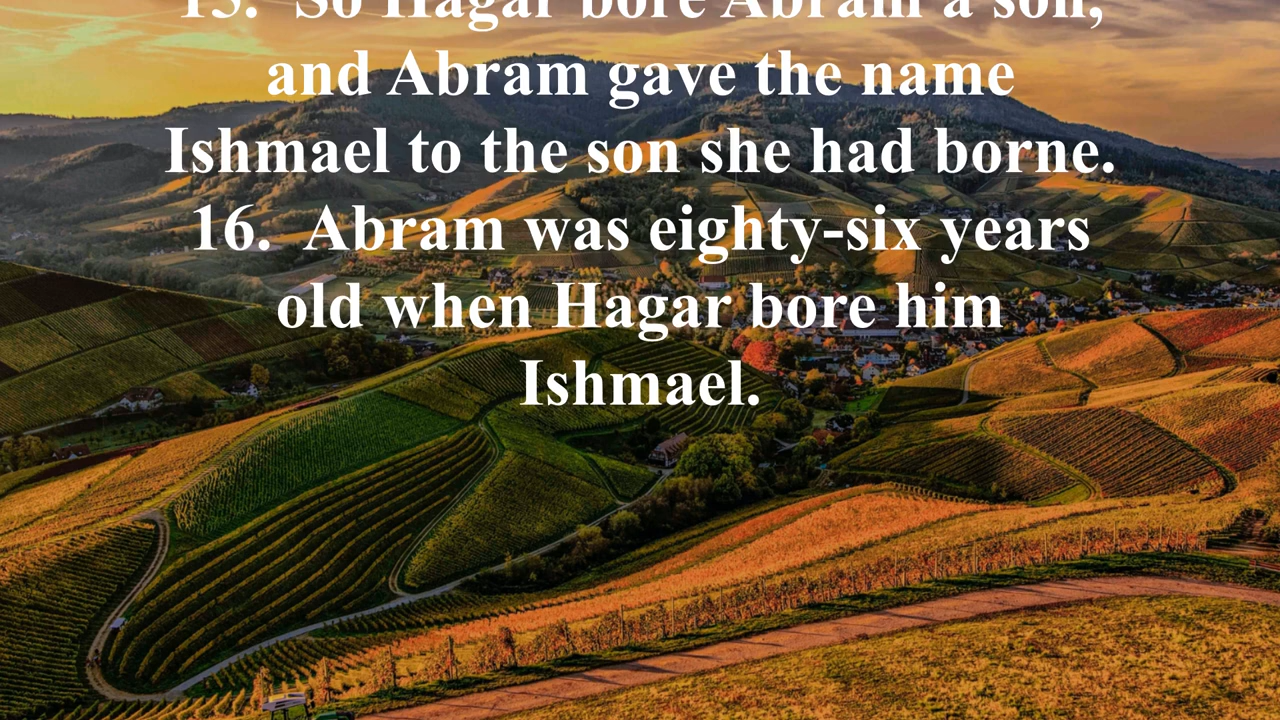 15. So Hagar bore Abram a son,
and Abram gave the name
Ishmael to the son she had borne.
16. Abram was eighty-six years
old when Hagar bore him
Ishmael.